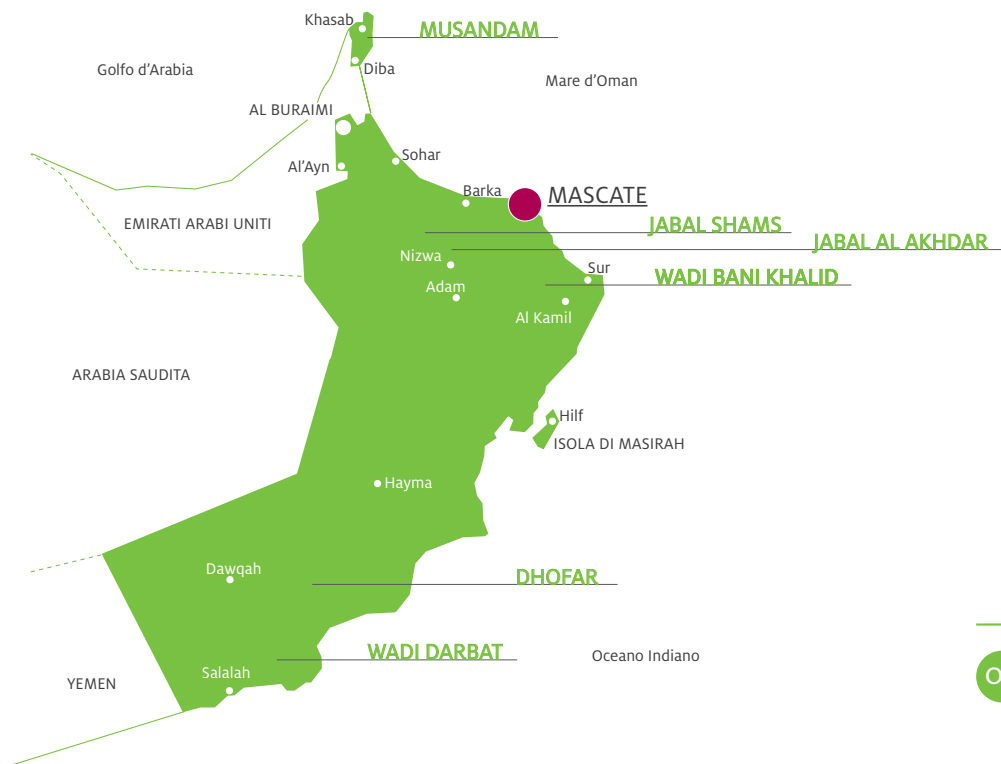 Khasab
MUSANDAM
Golfo d'Arabia
Diba
Mare d'Oman
AL BURAIMI
Sohar
Al'Ayn
Barka
MASCATE
EMIRATI ARABI UNITI
JABAL SHAMS
JABAL AL AKHDAR
Nizwa
Sur
WADI BANI KHALID
Adam
Al Kamil
ARABIA SAUDITA
Hilf
ISOLA DI MASIRAH
Hayma
Dawqah
DHOFAR
WADI DARBAT
Oceano Indiano
Salalah
YEMEN